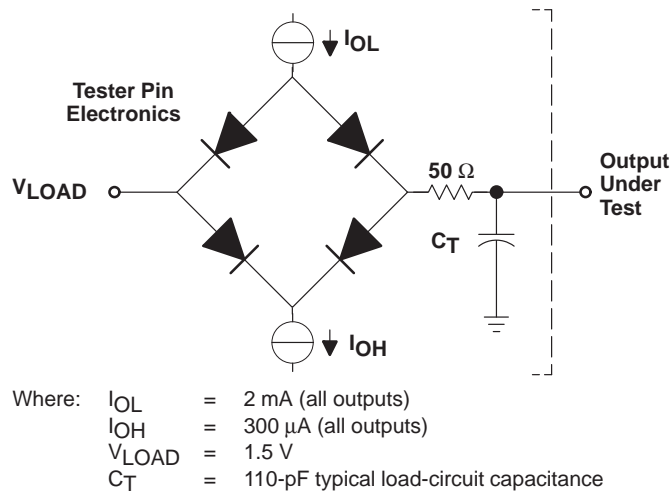 IOL
Tester Pin
Electronics
VLOAD
50 Ω
CT
Output
Under
Test
IOH
Where: IOL = 2 mA (all outputs)
IOH = 300 μA (all outputs)
VLOAD = 1.5 V
CT = 110-pF typical load-circuit capacitance